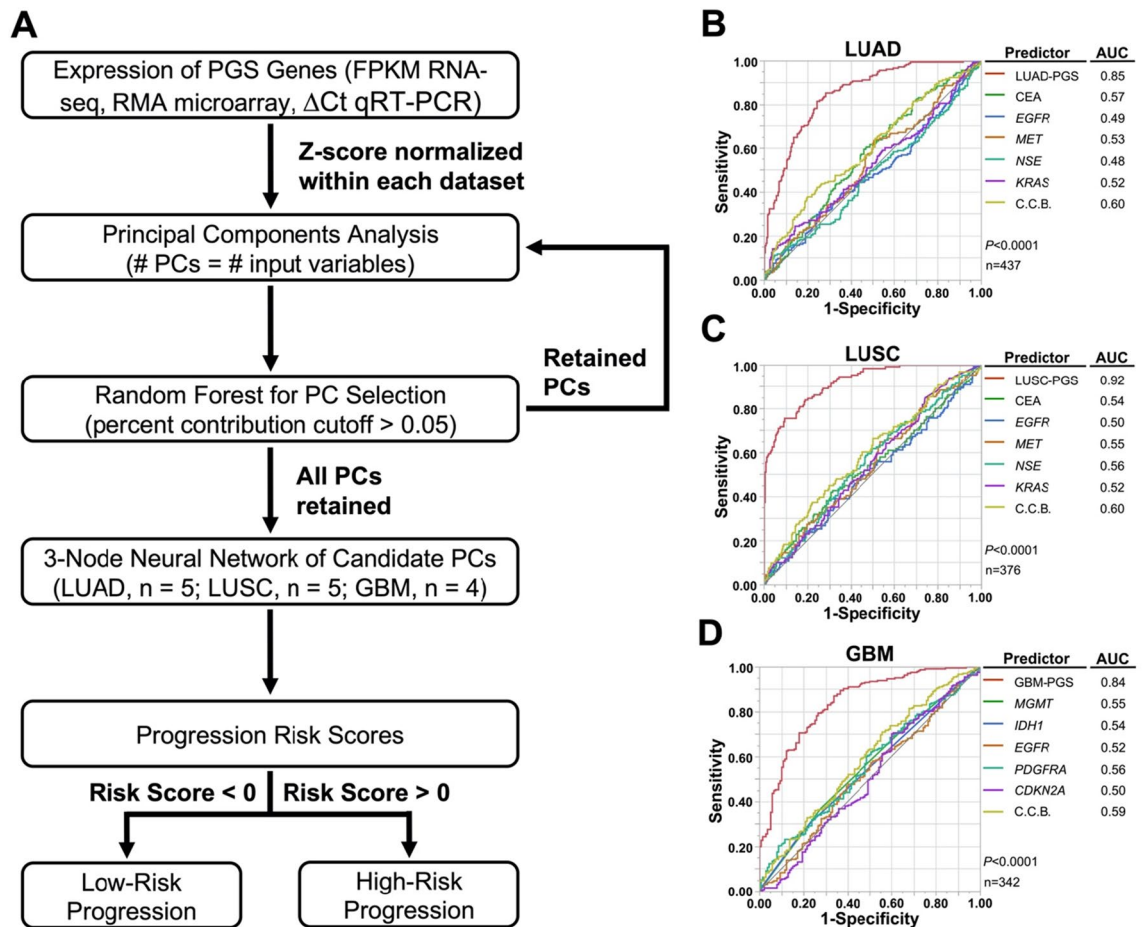 A
Expression of PGS Genes (FPKM RNA-
seq, RMA microarray, ΔCt qRT-PCR)
Z-score normalized
within each dataset
Principal Components Analysis
(# PCs = # input variables)
Retained
PCs
Random Forest for PC Selection
(percent contribution cutoff > 0.05)
All PCs
retained
3-Node Neural Network of Candidate PCs
(LUAD, n = 5; LUSC, n = 5; GBM, n = 4)
Progression Risk Scores
Risk Score < 0
Risk Score > 0
Low-Risk
Progression
High-Risk
Progression
B
LUAD
Sensitivity
1.00
0.80
0.60
0.40
0.20
0.00
0.00 0.20 0.40 0.60 0.80 1.00
1-Specificity
Predictor AUC
LUAD-PGS 0.85
CEA 0.57
EGFR 0.49
MET 0.53
NSE 0.48
KRAS 0.52
C.C.B. 0.60
P<0.0001
n=437
C
LUSC
Sensitivity
1.00
0.80
0.60
0.40
0.20
0.00
0.00 0.20 0.40 0.60 0.80 1.00
1-Specificity
Predictor AUC
LUSC-PGS 0.92
CEA 0.54
EGFR 0.50
MET 0.55
NSE 0.56
KRAS 0.52
C.C.B. 0.60
P<0.0001
n=376
D
GBM
Sensitivity
1.00
0.80
0.60
0.40
0.20
0.00
0.00 0.20 0.40 0.60 0.80 1.00
1-Specificity
Predictor AUC
GBM-PGS 0.84
MGMT 0.55
IDH1 0.54
EGFR 0.52
PDGFRA 0.56
CDKN2A 0.50
C.C.B. 0.59
P<0.0001
n=342